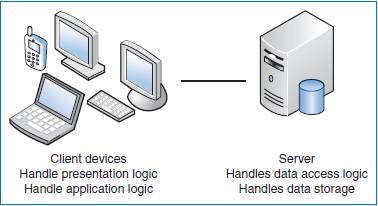 Client devices
Handle presentation logic
Handle application logic
Server
Handles data access logic
Handles data storage